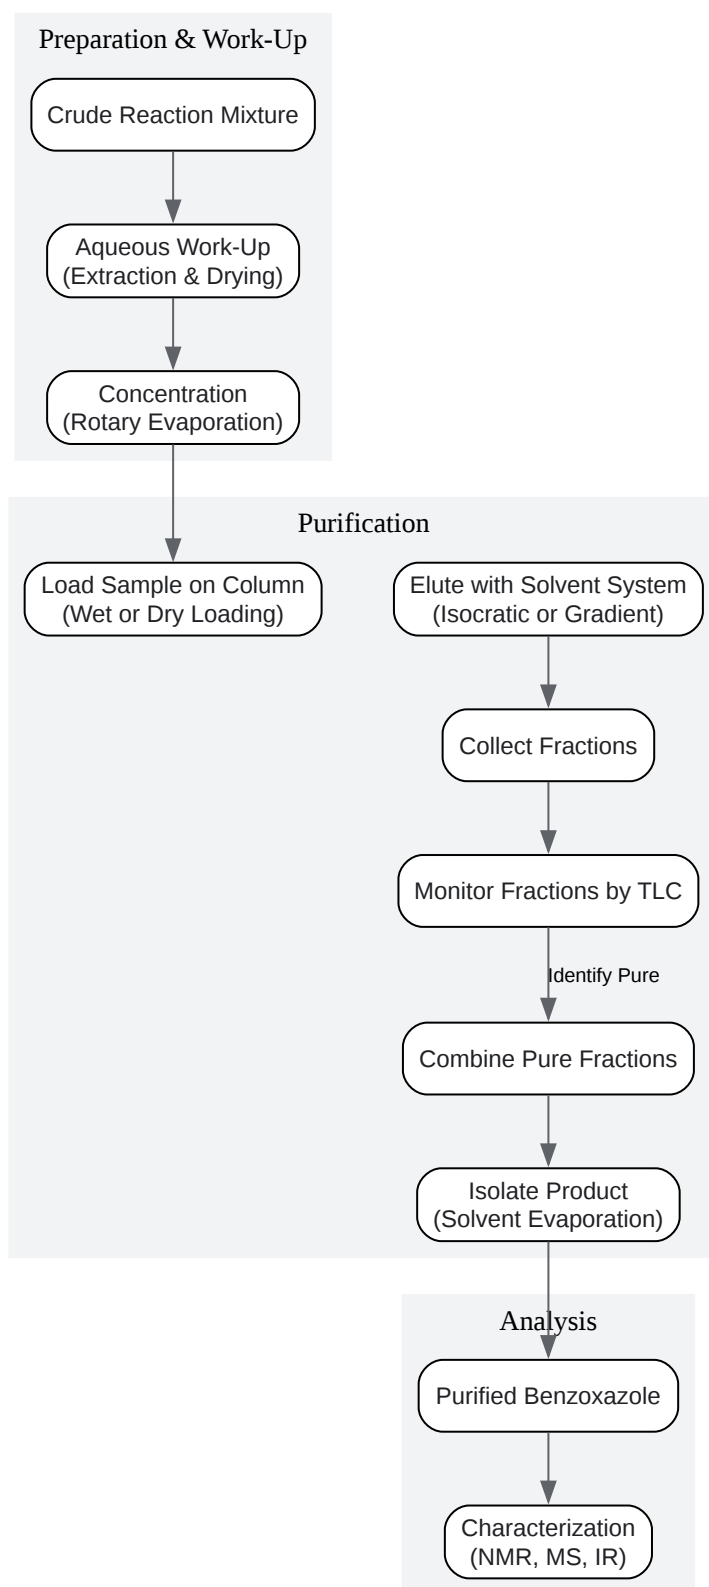 Preparation & Work-Up
Crude Reaction Mixture
Aqueous Work-Up
(Extraction & Drying)
Concentration
(Rotary Evaporation)
Purification
Load Sample on Column
(Wet or Dry Loading)
Elute with Solvent System
(Isocratic or Gradient)
Collect Fractions
Monitor Fractions by TLC
Identify Pure
Combine Pure Fractions
Isolate Product
(Solvent Evaporation)
Analysis
Purified Benzoxazole
Characterization
(NMR, MS, IR)